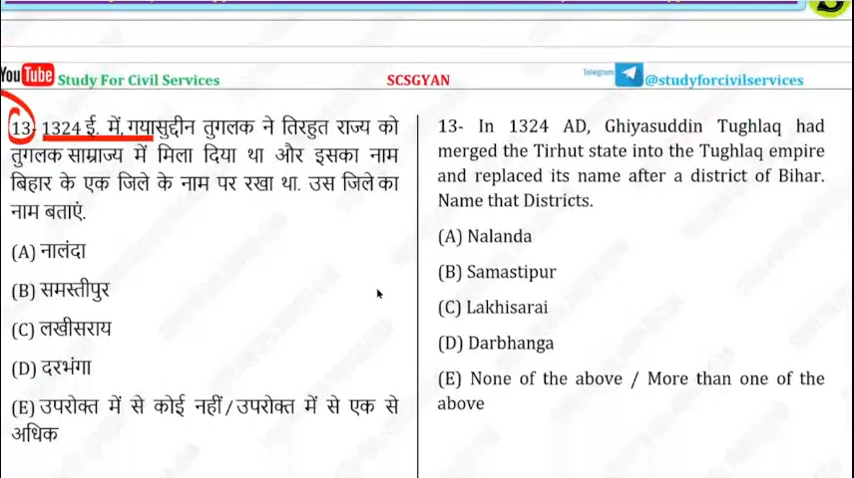 You Tube Study For Civil Services
SCSGYAN
Telegram @studyforcivilservices
13- 1324 ई. में, गयासुद्दीन तुगलक ने तिरहुत राज्य को
तुगलक साम्राज्य में मिला दिया था और इसका नाम
बिहार के एक जिले के नाम पर रखा था. उस जिले का
नाम बताएं.
(A) नालंदा
(B) समस्तीपुर
(C) लखीसराय
(D) दरभंगा
(E) उपरोक्त में से कोई नहीं/उपरोक्त में से एक से
अधिक
13- In 1324 AD, Ghiyasuddin Tughlaq had
merged the Tirhut state into the Tughlaq empire
and replaced its name after a district of Bihar.
Name that Districts.
(A) Nalanda
(B) Samastipur
(C) Lakhisarai
(D) Darbhanga
(E) None of the above / More than one of the
above